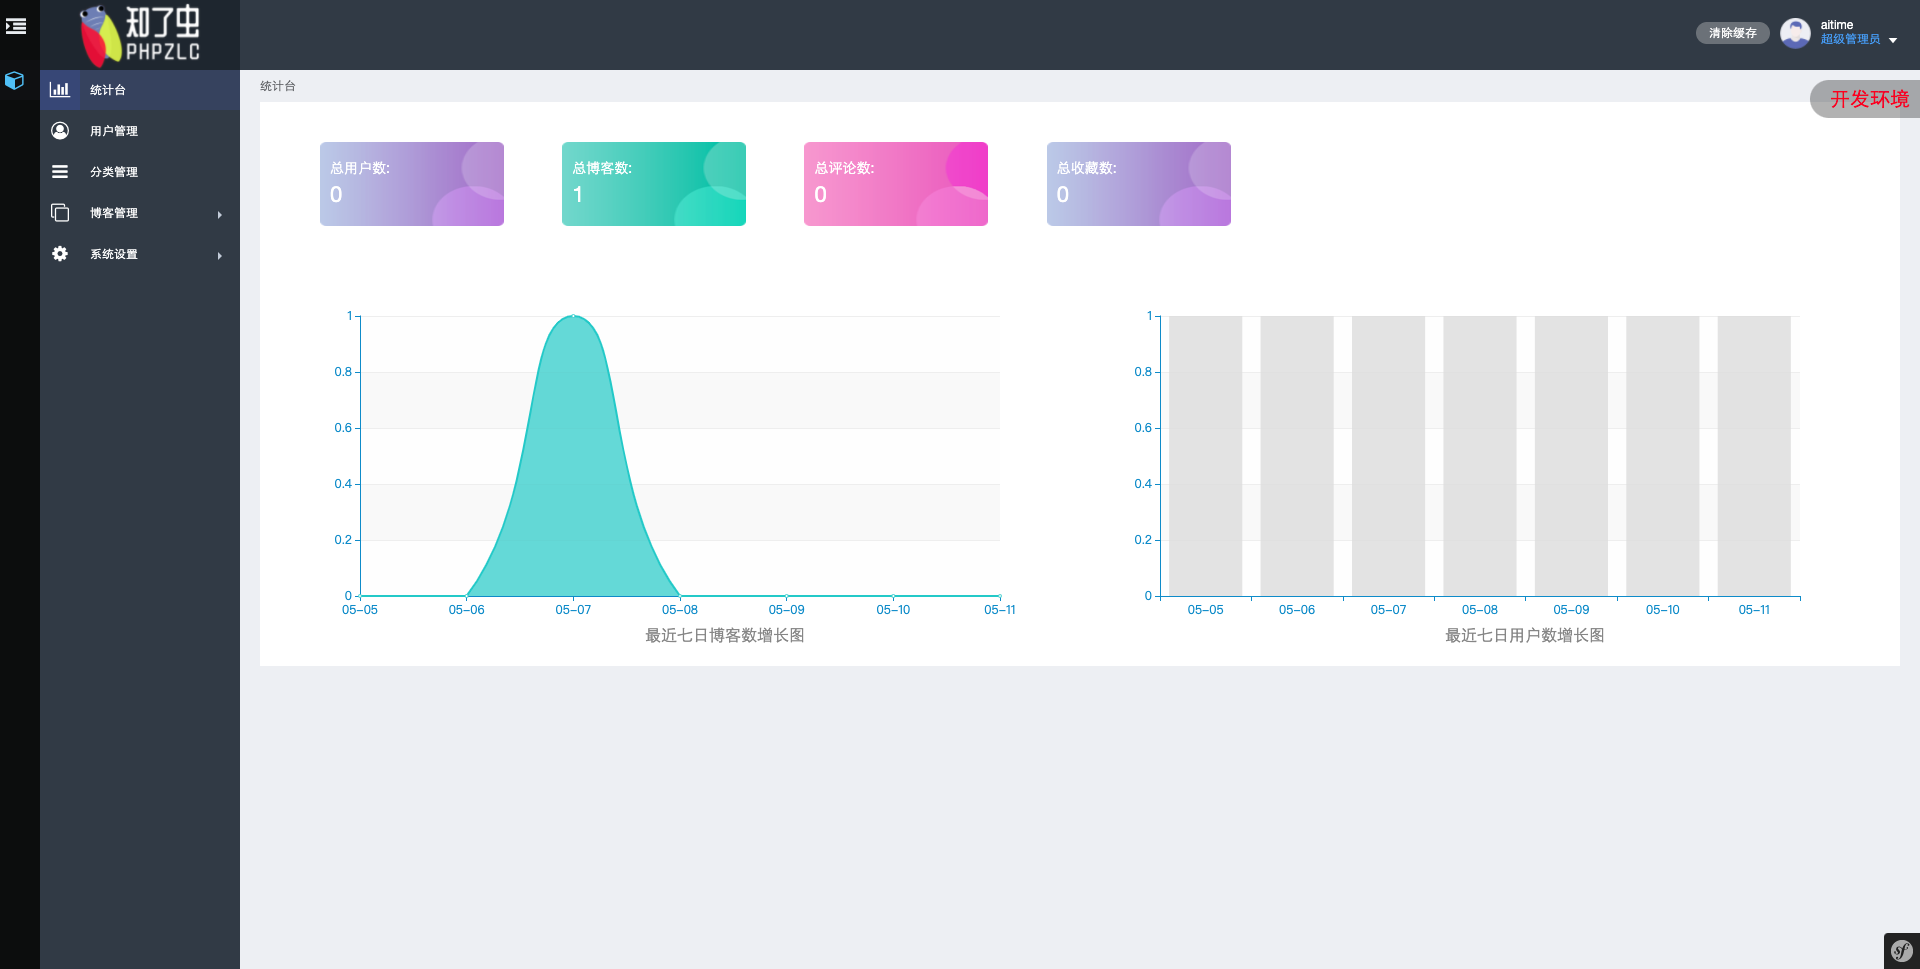 知了虫
PHPZLC
清除缓存
aitime
超级管理员
统计台
用户管理
分类管理
博客管理
系统设置
统计台
开发环境
总用户数:
0
总博客数:
1
总评论数:
0
总收藏数:
0
1
0.8
0.6
0.4
0.2
0
05-05 05-06 05-07 05-08 05-09 05-10 05-11
最近七日博客数增长图
1
0.8
0.6
0.4
0.2
0
05-05 05-06 05-07 05-08 05-09 05-10 05-11
最近七日用户数增长图
sf